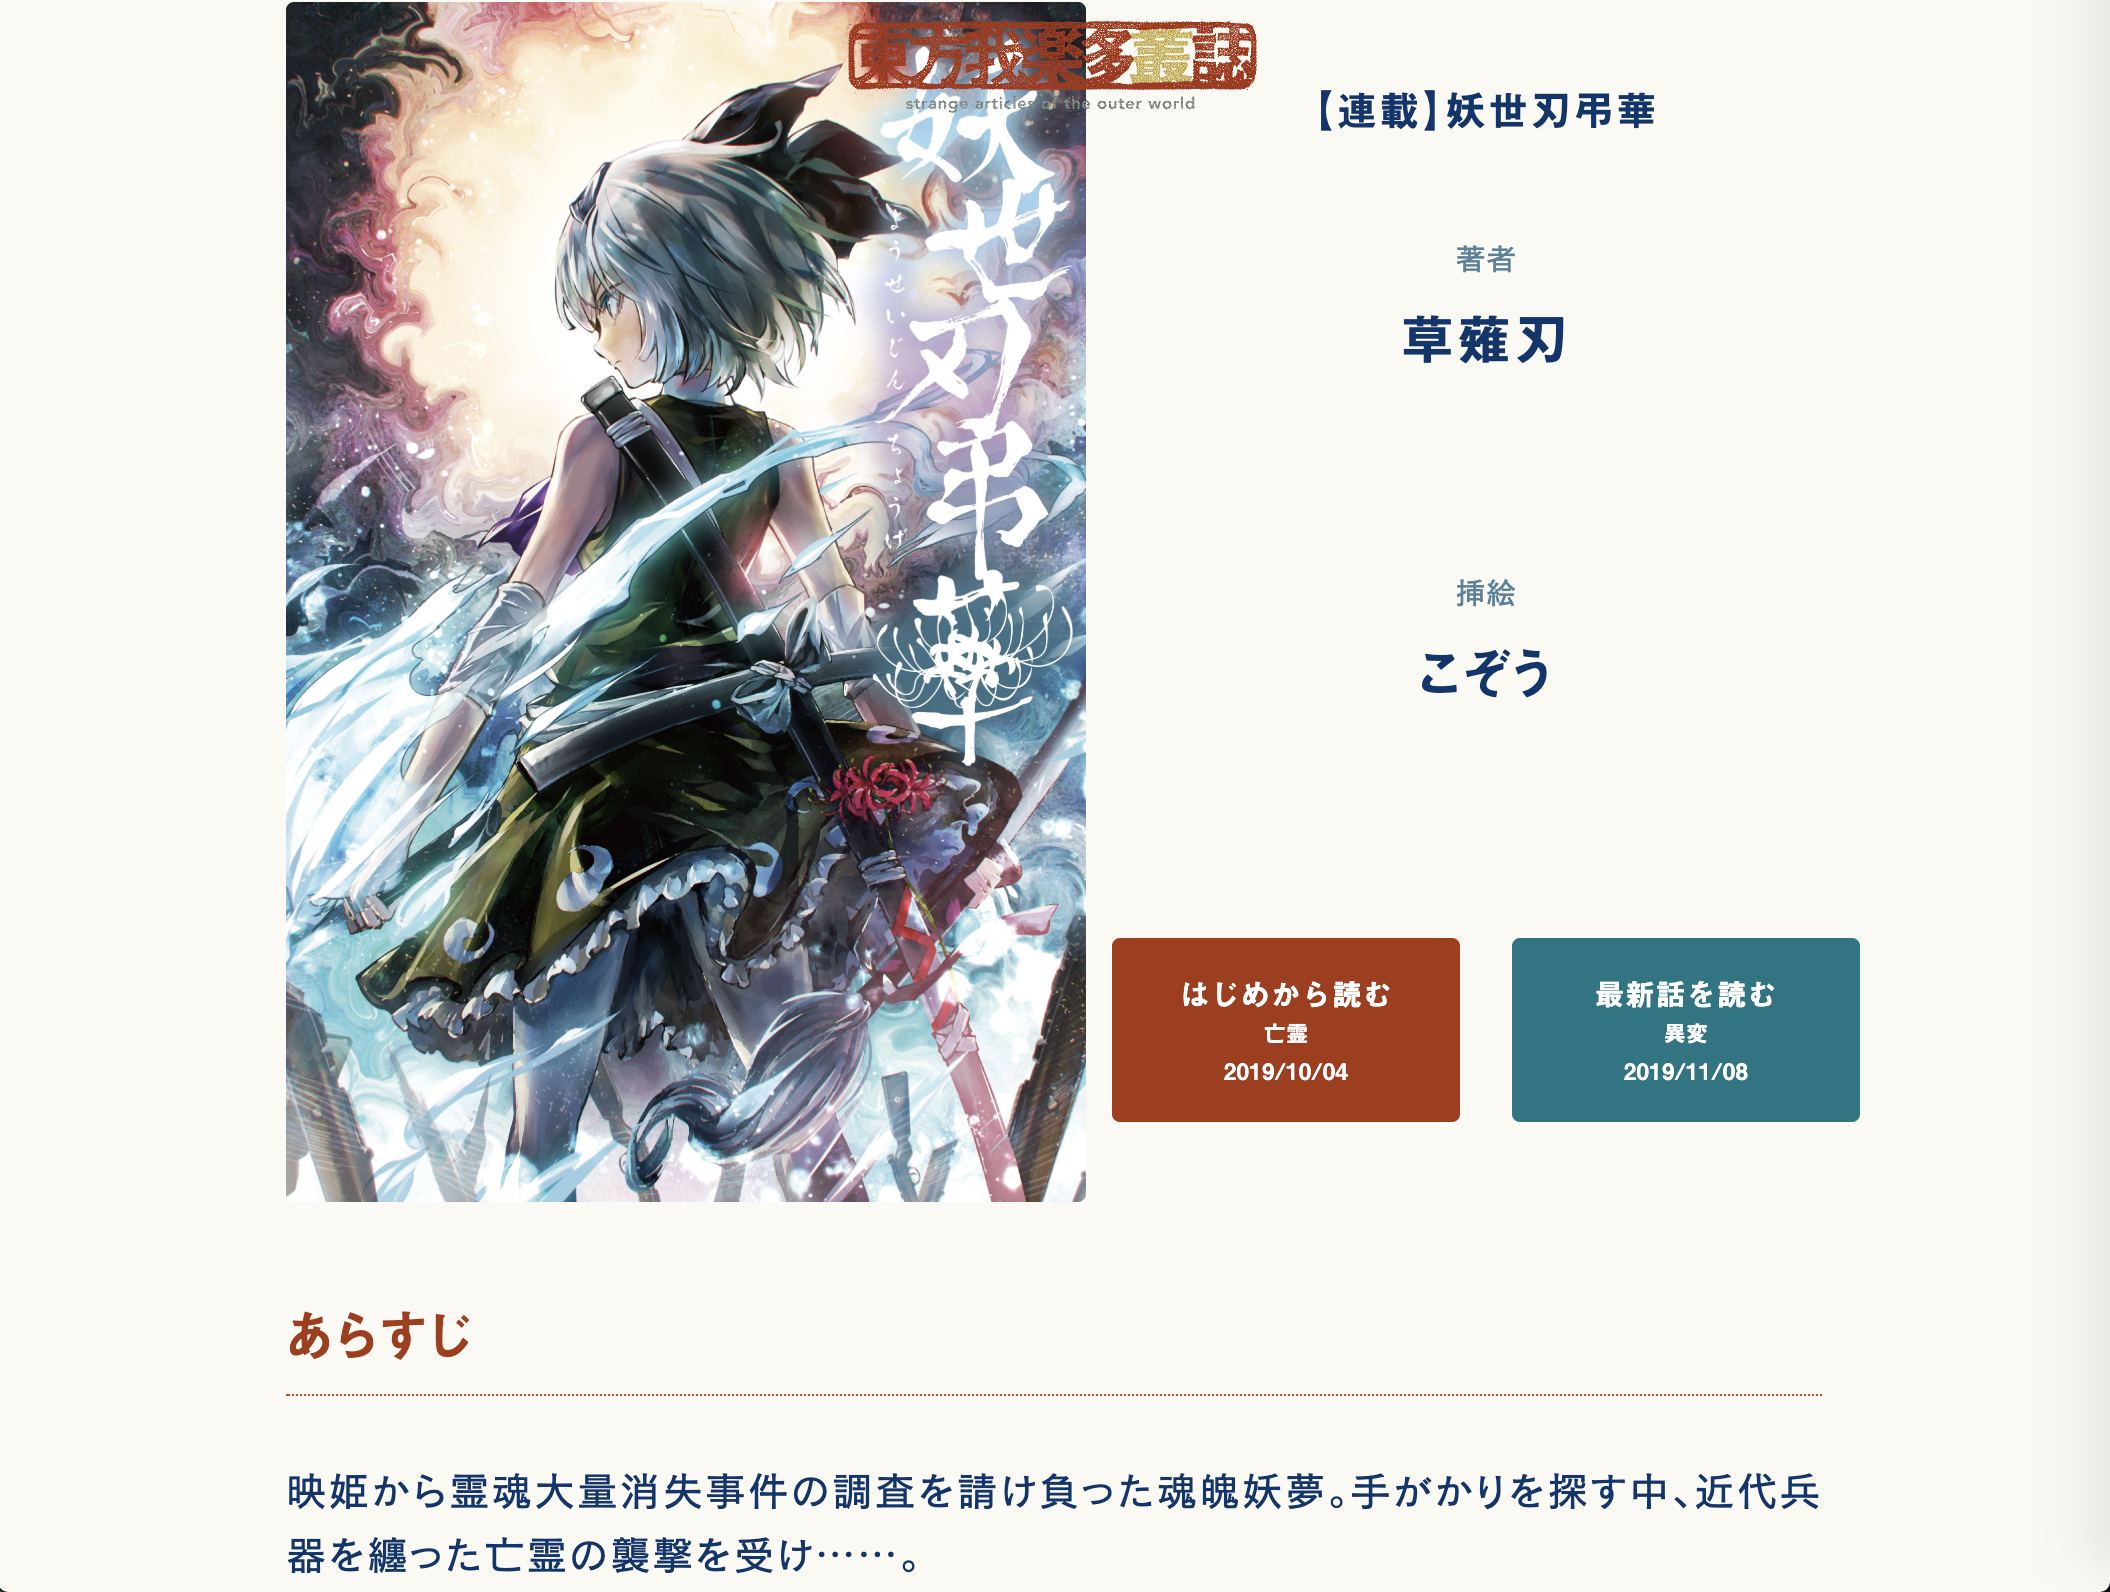 東方我楽多叢誌
strange articles of the outer world
妖世刃弔華
ようせいじんちょうげ
【連載】妖世刃弔華
著者
草薙刃
挿絵
こぞう
はじめから読む
亡霊
2019/10/04
最新話を読む
異変
2019/11/08
あらすじ
映姫から霊魂大量消失事件の調査を請け負った魂魄妖夢。手がかりを探す中、近代兵
器を纏った亡霊の襲撃を受け……。